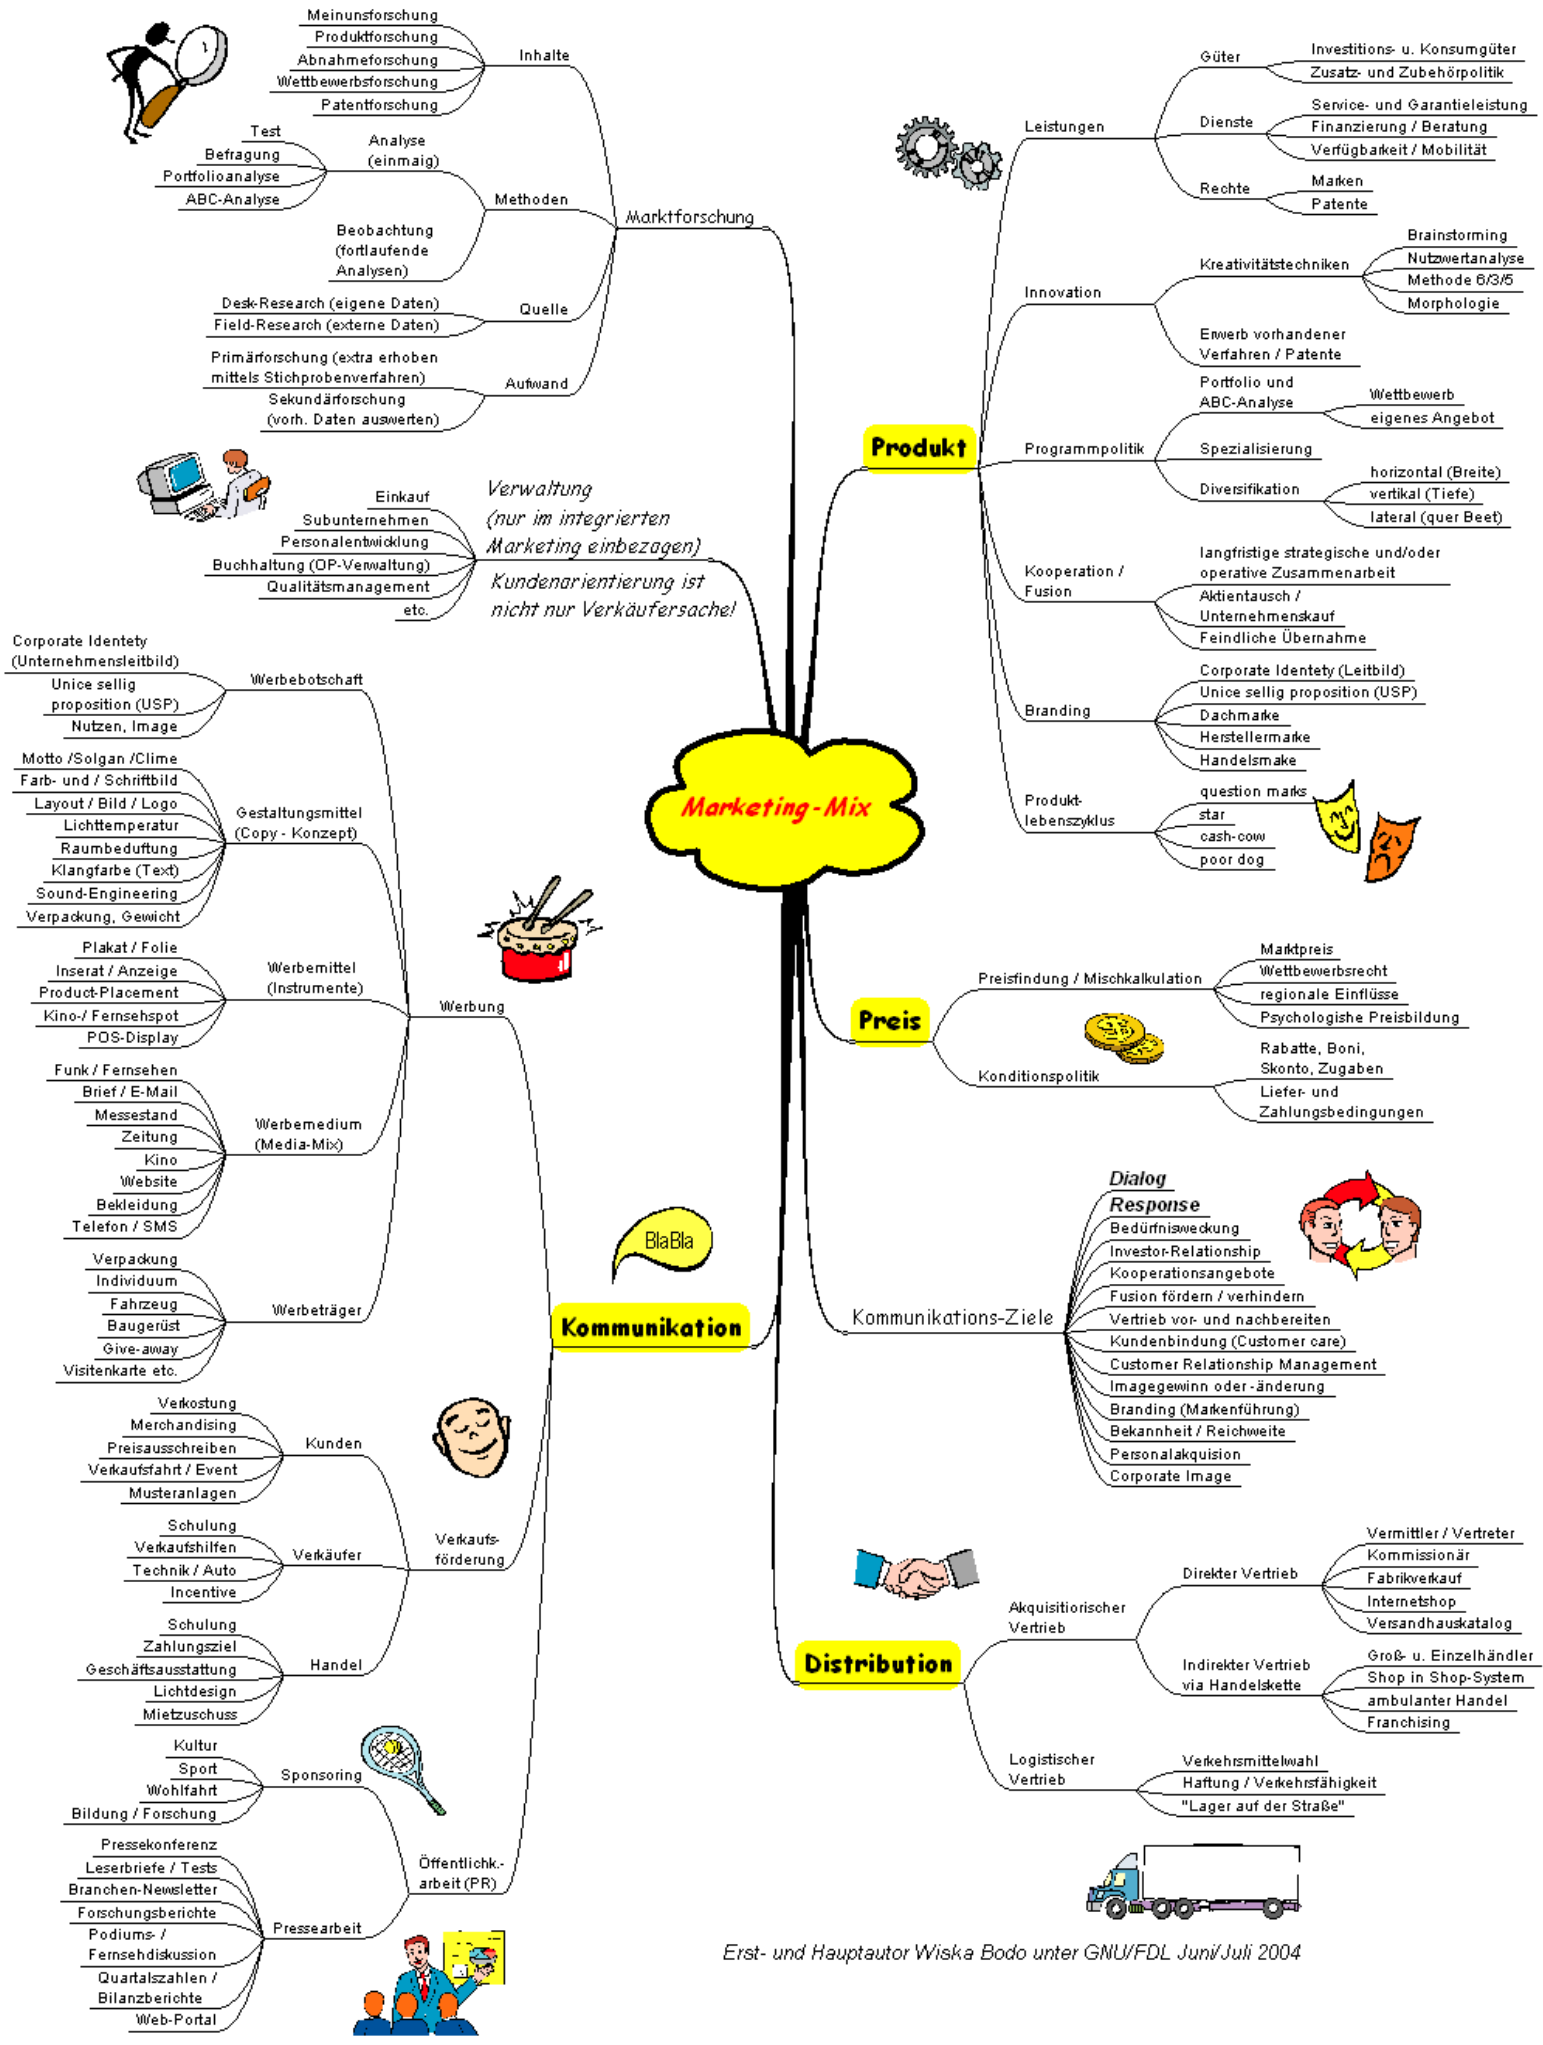 Meinunsforschung
Produktforschung
Abnahmeforschung
Wettbewerbsforschung
Patentforschung
Inhalte
Test
Befragung
Portfolioanalyse
ABC-Analyse
Analyse
(einmaig)
Beobachtung
(fortlaufende
Analysen)
Methoden
Desk-Research (eigene Daten)
Field-Research (externe Daten)
Quelle
Primärforschung (extra erhoben
mittels Stichprobenverfahren)
Sekundärforschung
(vorh. Daten auswerten)
Aufwand
Marktforschung
Einkauf
Subunternehmen
Personalentwicklung
Buchhaltung (OP-Verwaltung)
Qualitätsmanagement
etc.
Verwaltung
(nur im integrierten
Marketing einbezogen)
Kundenorientierung ist
nicht nur Verkäufersache!
Corporate Identety
(Unternehmensleitbild)
Unice sellig
proposition (USP)
Nutzen, Image
Werbebotschaft
Motto /Solgan /Clime
Farb- und / Schriftbild
Layout / Bild / Logo
Lichttemperatur
Raumbeduftung
Klangfarbe (Text)
Sound-Engineering
Verpackung, Gewicht
Gestaltungsmittel
(Copy - Konzept)
Plakat / Folie
Inserat / Anzeige
Product-Placement
Kino-/ Fernsehspot
POS-Display
Werbemittel
(Instrumente)
Funk / Fernsehen
Brief / E-Mail
Messestand
Zeitung
Kino
Website
Bekleidung
Telefon / SMS
Werbemedium
(Media-Mix)
Verpackung
Individuum
Fahrzeug
Baugerüst
Give-away
Visitenkarte etc.
Werbeträger
Werbung
Verkostung
Merchandising
Preisausschreiben
Verkaufsfahrt / Event
Musteranlagen
Kunden
Schulung
Verkaufshilfen
Technik / Auto
Incentive
Verkäufer
Schulung
Zahlungsziel
Geschäftsausstattung
Lichtdesign
Mietzuschuss
Handel
Verkaufs-
förderung
Kultur
Sport
Wohlfahrt
Bildung / Forschung
Sponsoring
Pressekonferenz
Leserbriefe / Tests
Branchen-Newsletter
Forschungsberichte
Podiums- /
Fernsehdiskussion
Quartalszahlen /
Bilanzberichte
Web-Portal
Pressearbeit
Öffentlichk.-
arbeit (PR)
BlaBla
Kommunikation
Marketing-Mix
Produkt
Leistungen
Güter
Investitions- u. Konsumgüter
Zusatz- und Zubehörpolitik
Dienste
Service- und Garantieleistung
Finanzierung / Beratung
Verfügbarkeit / Mobilität
Rechte
Marken
Patente
Innovation
Kreativitätstechniken
Brainstorming
Nutzwertanalyse
Methode 6/3/5
Morphologie
Erwerb vorhandener
Verfahren / Patente
Programmpolitik
Portfolio und
ABC-Analyse
Wettbewerb
eigenes Angebot
Spezialisierung
Diversifikation
horizontal (Breite)
vertikal (Tiefe)
lateral (quer Beet)
Kooperation /
Fusion
langfristige strategische und/oder
operative Zusammenarbeit
Aktientausch /
Unternehmenskauf
Feindliche Übernahme
Branding
Corporate Identety (Leitbild)
Unice sellig proposition (USP)
Dachmarke
Herstellermarke
Handelsmake
Produkt-
lebenszyklus
question marks
star
cash-cow
poor dog
Preis
Preisfindung / Mischkalkulation
Marktpreis
Wettbewerbsrecht
regionale Einflüsse
Psychologishe Preisbildung
Konditionspolitik
Rabatte, Boni,
Skonto, Zugaben
Liefer- und
Zahlungsbedingungen
Kommunikations-Ziele
Dialog
Response
Bedürfnisweckung
Investor-Relationship
Kooperationsangebote
Fusion fördern / verhindern
Vertrieb vor- und nachbereiten
Kundenbindung (Customer care)
Customer Relationship Management
Imagegewinn oder -änderung
Branding (Markenführung)
Bekannheit / Reichweite
Personalakquision
Corporate Image
Distribution
Akquisitiorischer
Vertrieb
Direkter Vertrieb
Vermittler / Vertreter
Kommissionär
Fabrikverkauf
Internetshop
Versandhauskatalog
Indirekter Vertrieb
via Handelskette
Groß- u. Einzelhändler
Shop in Shop-System
ambulanter Handel
Franchising
Logistischer
Vertrieb
Verkehrsmittelwahl
Haftung / Verkehrsfähigkeit
"Lager auf der Straße"
Erst- und Hauptautor Wiska Bodo unter GNU/FDL Juni/Juli 2004